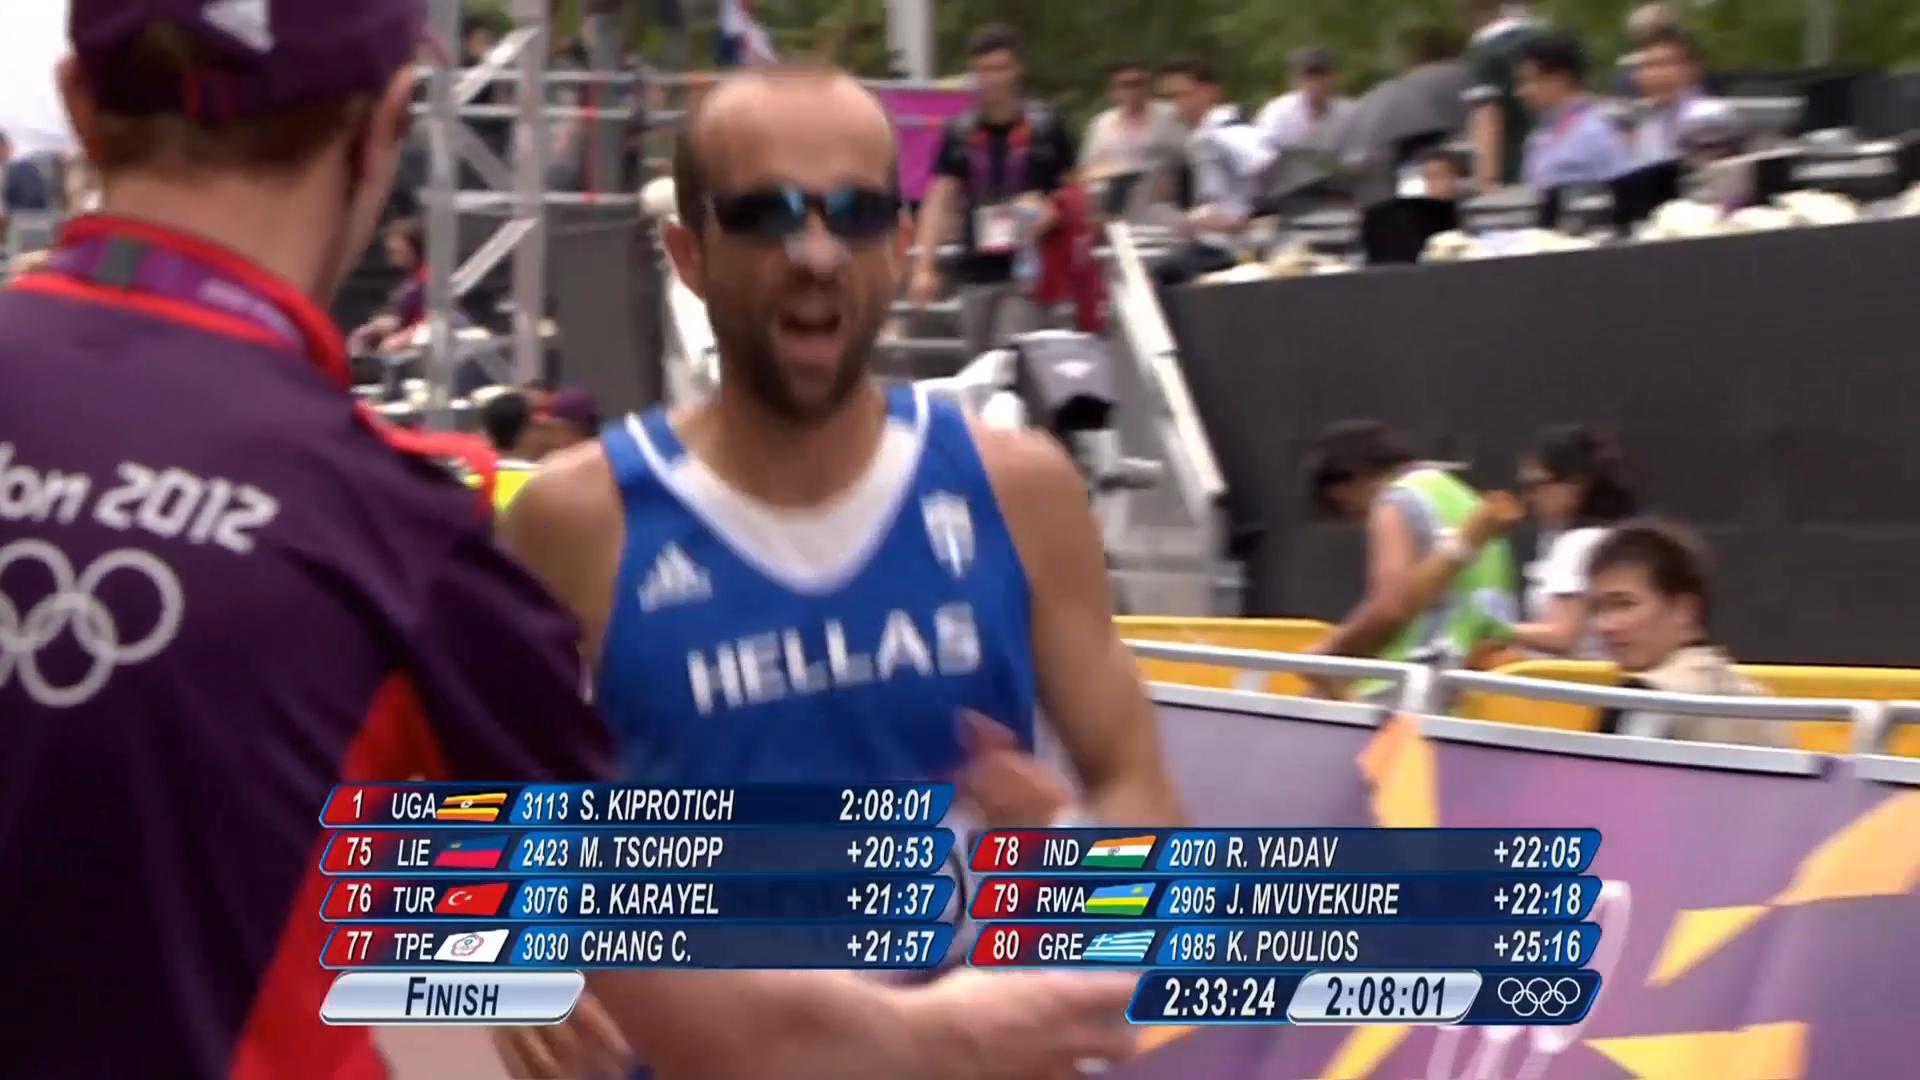 on 2012
HELLAS
1 UGA 3113 S. KIPROTICH 2:08:01
75 LIE 2423 M. TSCHOPP +20:53
76 TUR 3076 B. KARAYEL +21:37
77 TPE 3030 CHANG C. +21:57
78 IND 2070 R. YADAV +22:05
79 RWA 2905 J. MVUYEKURE +22:18
80 GRE 1985 K. POULIOS +25:16
FINISH
2:33:24 2:08:01